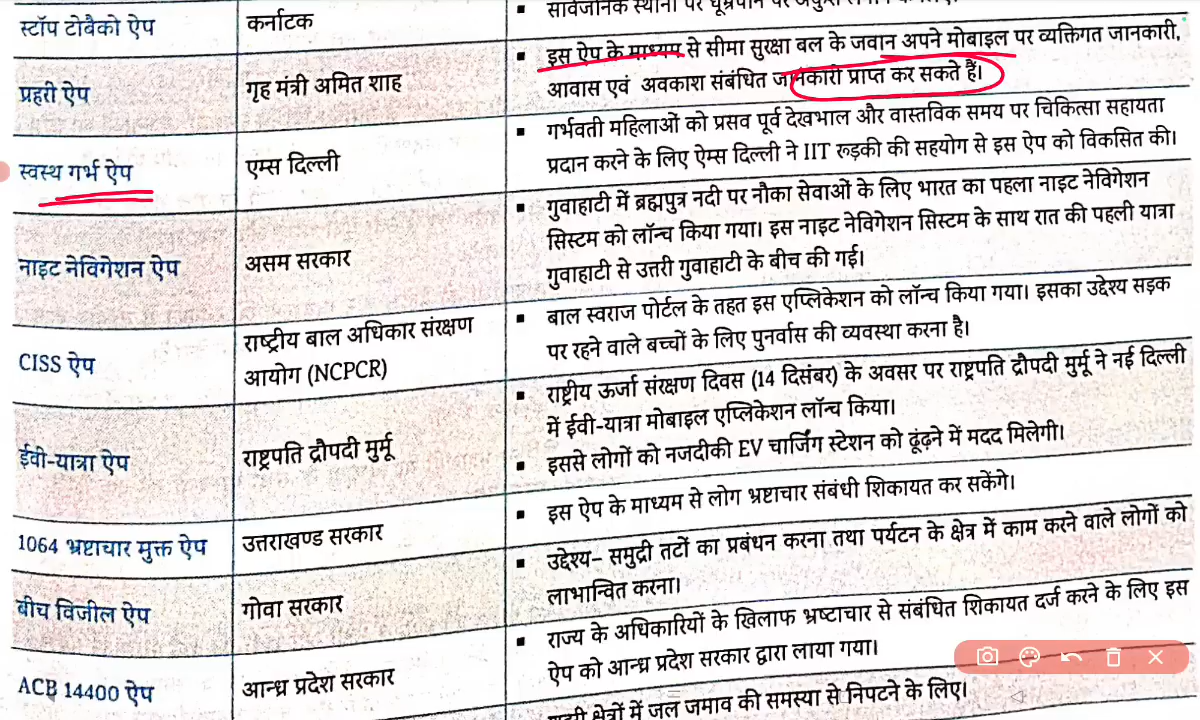 स्टॉप टोबैको ऐप
कर्नाटक
सार्वजनिक स्थानों पर धूम्रपान पर
प्रहरी ऐप
गृह मंत्री अमित शाह
▪ इस ऐप के माध्यम से सीमा सुरक्षा बल के जवान अपने मोबाइल पर व्यक्तिगत जानकारी,
आवास एवं अवकाश संबंधित जानकारी प्राप्त कर सकते हैं।
स्वस्थ गर्भ ऐप
एम्स दिल्ली
▪ गर्भवती महिलाओं को प्रसव पूर्व देखभाल और वास्तविक समय पर चिकित्सा सहायता
प्रदान करने के लिए ऐम्स दिल्ली ने IIT रूड़की की सहयोग से इस ऐप को विकसित की।
नाइट नेविगेशन ऐप
असम सरकार
▪ गुवाहाटी में ब्रह्मपुत्र नदी पर नौका सेवाओं के लिए भारत का पहला नाइट नेविगेशन
सिस्टम को लॉन्च किया गया। इस नाइट नेविगेशन सिस्टम के साथ रात की पहली यात्रा
गुवाहाटी से उत्तरी गुवाहाटी के बीच की गई।
CISS ऐप
राष्ट्रीय बाल अधिकार संरक्षण
आयोग (NCPCR)
▪ बाल स्वराज पोर्टल के तहत इस एप्लिकेशन को लॉन्च किया गया। इसका उद्देश्य सड़क
पर रहने वाले बच्चों के लिए पुनर्वास की व्यवस्था करना है।
ईवी-यात्रा ऐप
राष्ट्रपति द्रौपदी मुर्मू
▪ राष्ट्रीय ऊर्जा संरक्षण दिवस (14 दिसंबर) के अवसर पर राष्ट्रपति द्रौपदी मुर्मू ने नई दिल्ली
में ईवी-यात्रा मोबाइल एप्लिकेशन लॉन्च किया।
▪ इससे लोगों को नजदीकी EV चार्जिंग स्टेशन को ढूंढ़ने में मदद मिलेगी।
1064 भ्रष्टाचार मुक्त ऐप
उत्तराखण्ड सरकार
▪ इस ऐप के माध्यम से लोग भ्रष्टाचार संबंधी शिकायत कर सकेंगे।
बीच विजील ऐप
गोवा सरकार
▪ उद्देश्य– समुद्री तटों का प्रबंधन करना तथा पर्यटन के क्षेत्र में काम करने वाले लोगों को
लाभान्वित करना।
ACB 14400 ऐप
आन्ध्र प्रदेश सरकार
▪ राज्य के अधिकारियों के खिलाफ भ्रष्टाचार से संबंधित शिकायत दर्ज करने के लिए इस
ऐप को आन्ध्र प्रदेश सरकार द्वारा लाया गया।
क्षेत्रों में जल जमाव की समस्या से निपटने के लिए।